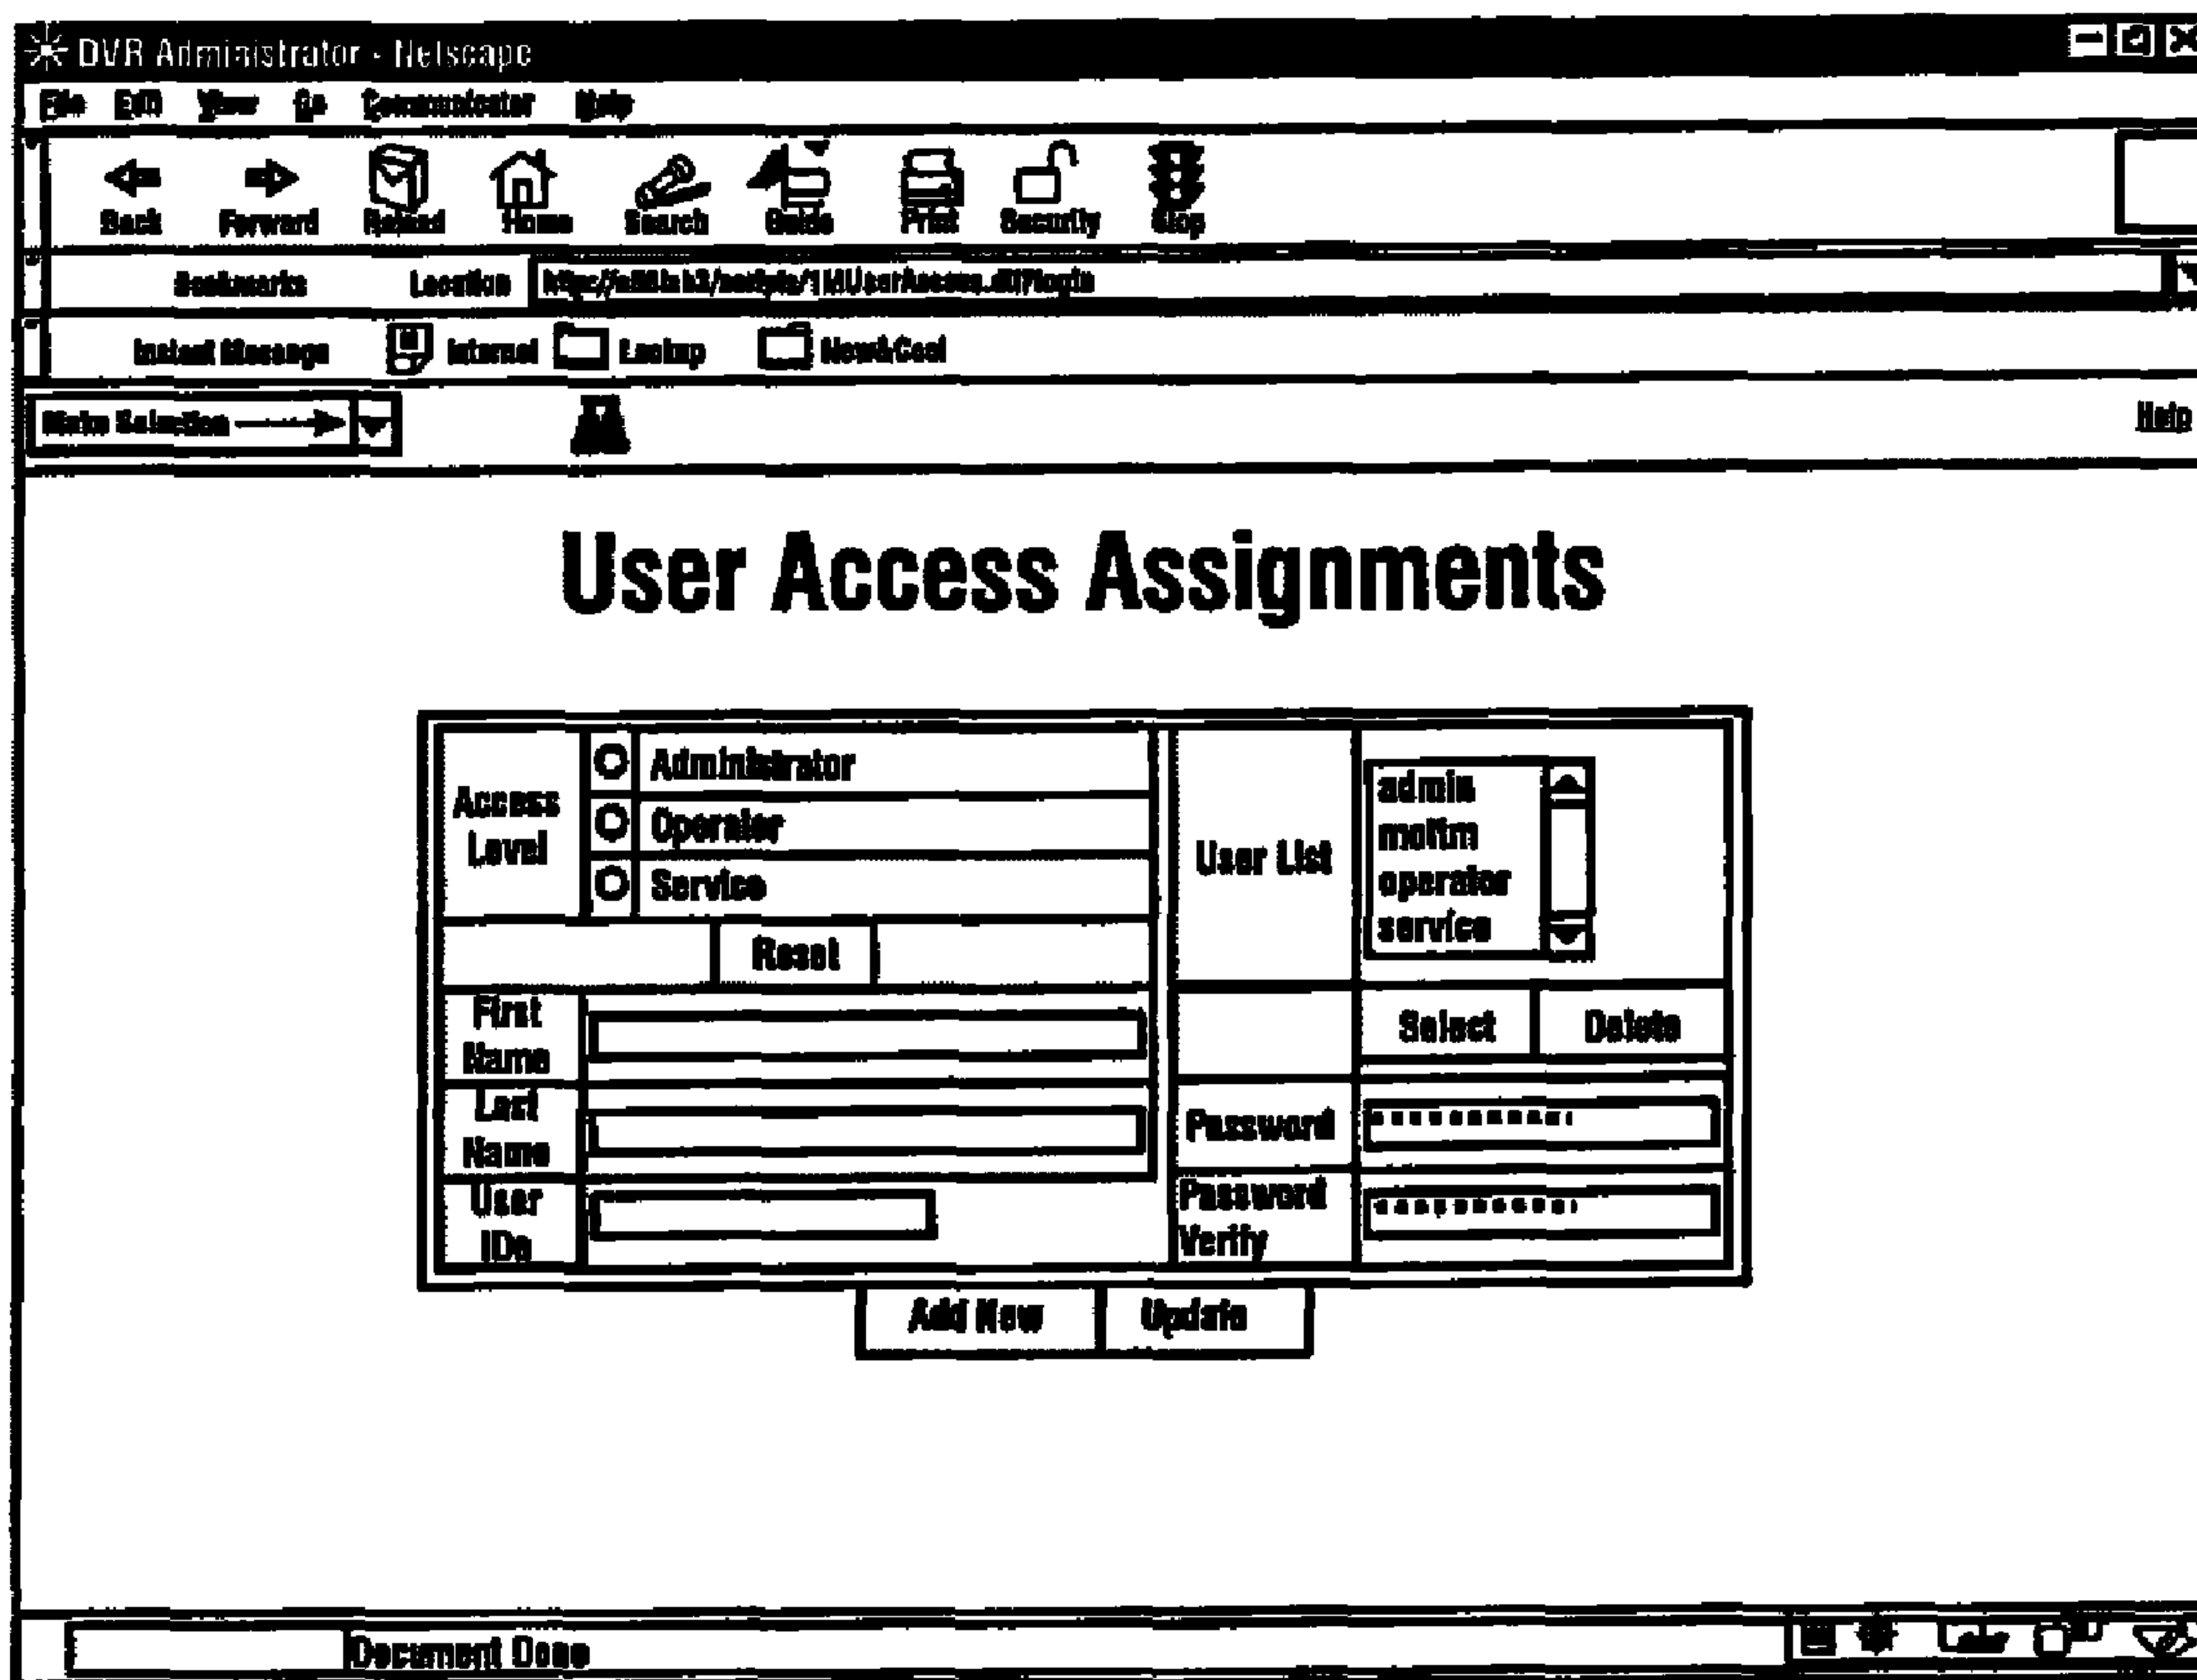 DVR Administrator - Netscape
File Edit View Go Communicator Help
Back Forward Reload Home Search Guide Print Security Stop
Bookmarks Location
Instant Message Internet Lookup New&Cool
Make Selection
Help
User Access Assignments
Access
Level
Administrator
Operator
Service
Reset
User List
admin
operator
service
Select Delete
First
Name
Last
Name
User
IDs
Password
Password
Verify
Add New Update
Document Done